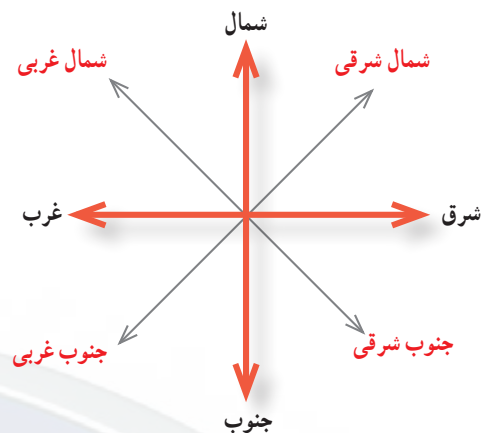 شمال
شمال شرقی
شمال غربی
شرق
غرب
جنوب شرقی
جنوب غربی
جنوب